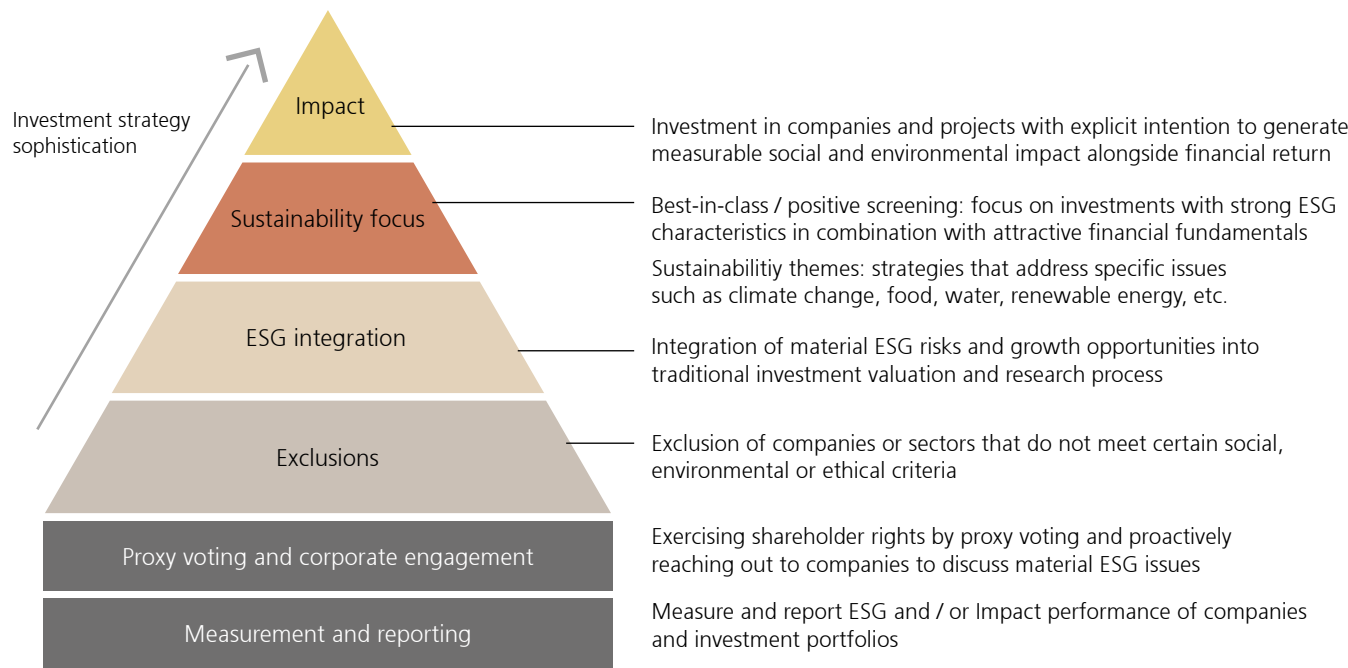 Investment strategy
sophistication
Impact
Investment in companies and projects with explicit intention to generate
measurable social and environmental impact alongside financial return
Sustainability focus
Best-in-class / positive screening: focus on investments with strong ESG
characteristics in combination with attractive financial fundamentals
Sustainabilitiy themes: strategies that address specific issues
such as climate change, food, water, renewable energy, etc.
ESG integration
Integration of material ESG risks and growth opportunities into
traditional investment valuation and research process
Exclusions
Exclusion of companies or sectors that do not meet certain social,
environmental or ethical criteria
Proxy voting and corporate engagement
Exercising shareholder rights by proxy voting and proactively
reaching out to companies to discuss material ESG issues
Measurement and reporting
Measure and report ESG and / or Impact performance of companies
and investment portfolios